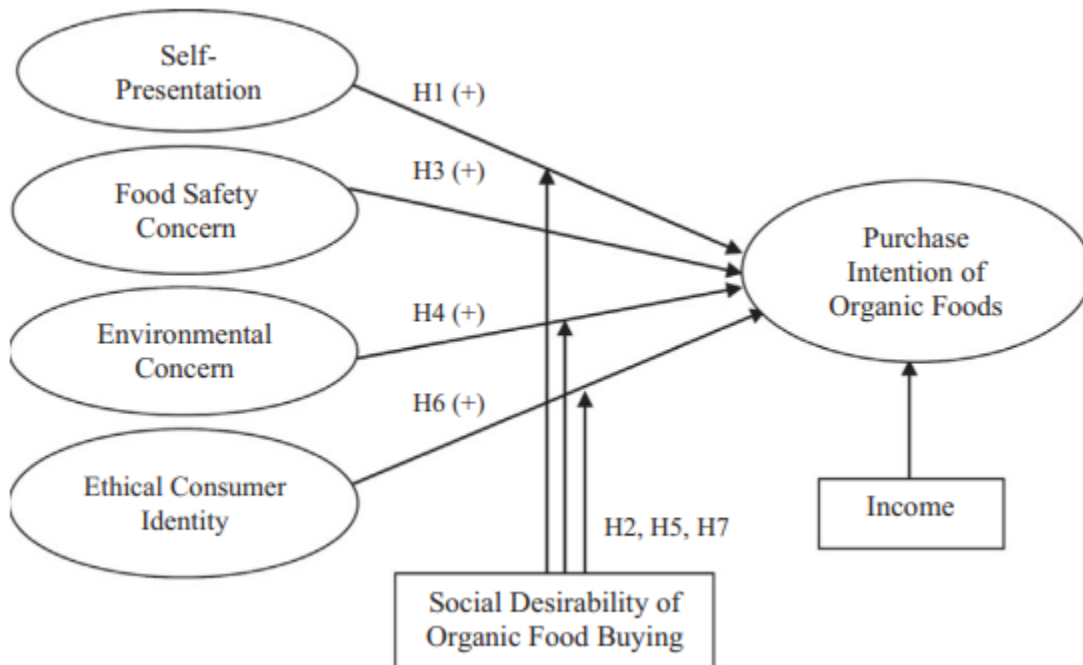 Self-
Presentation
H1 (+)
Food Safety
Concern
H3 (+)
Purchase
Intention of
Organic Foods
Environmental
Concern
H4 (+)
H6 (+)
Ethical Consumer
Identity
Income
H2, H5, H7
Social Desirability of
Organic Food Buying